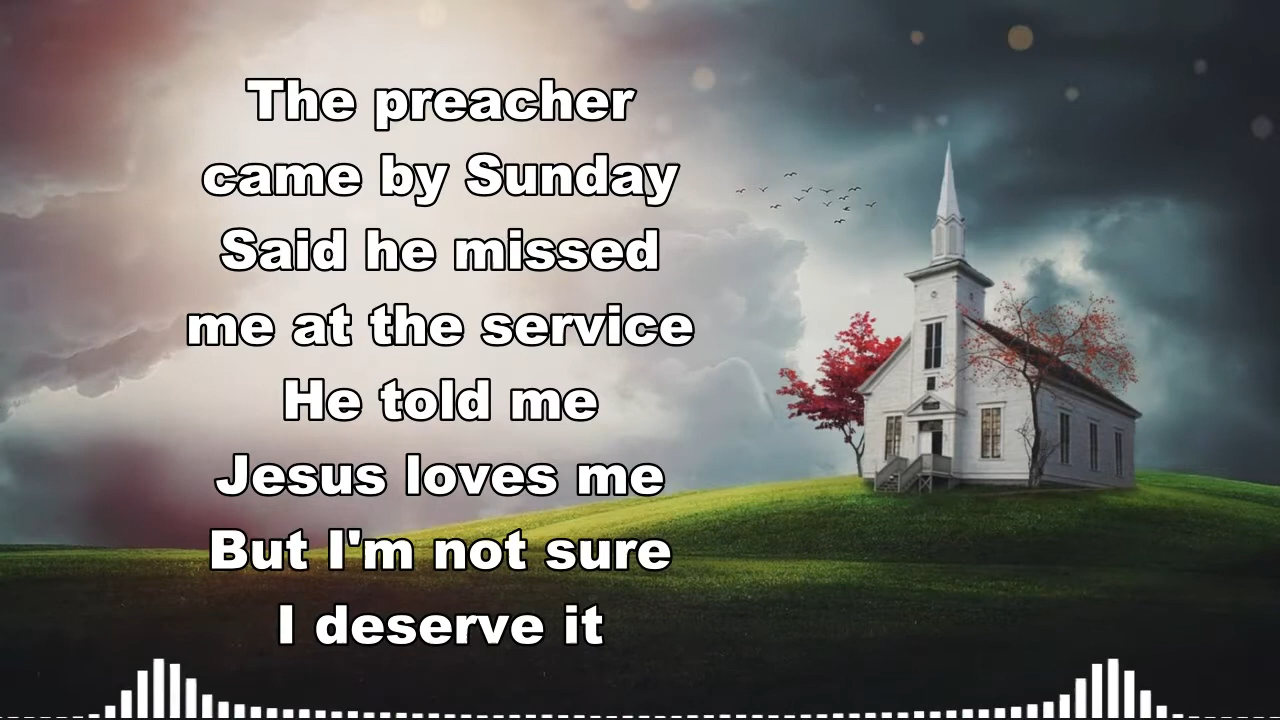 The preacher
came by Sunday
Said he missed
me at the service
He told me
Jesus loves me
But I'm not sure
I deserve it